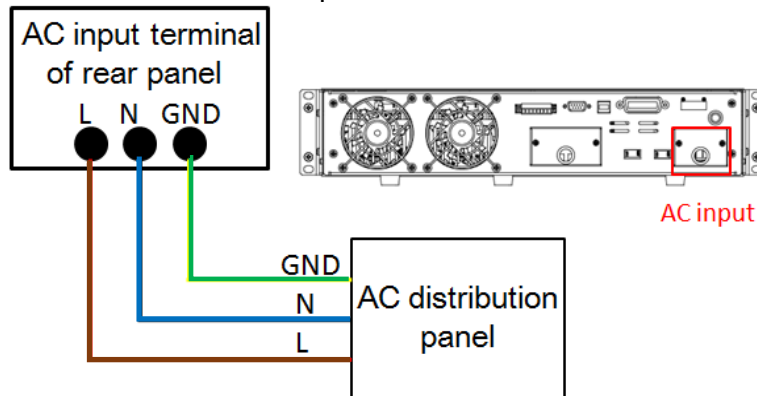 AC input terminal
of rear panel
L N GND
AC input
GND
N
L
AC distribution
panel